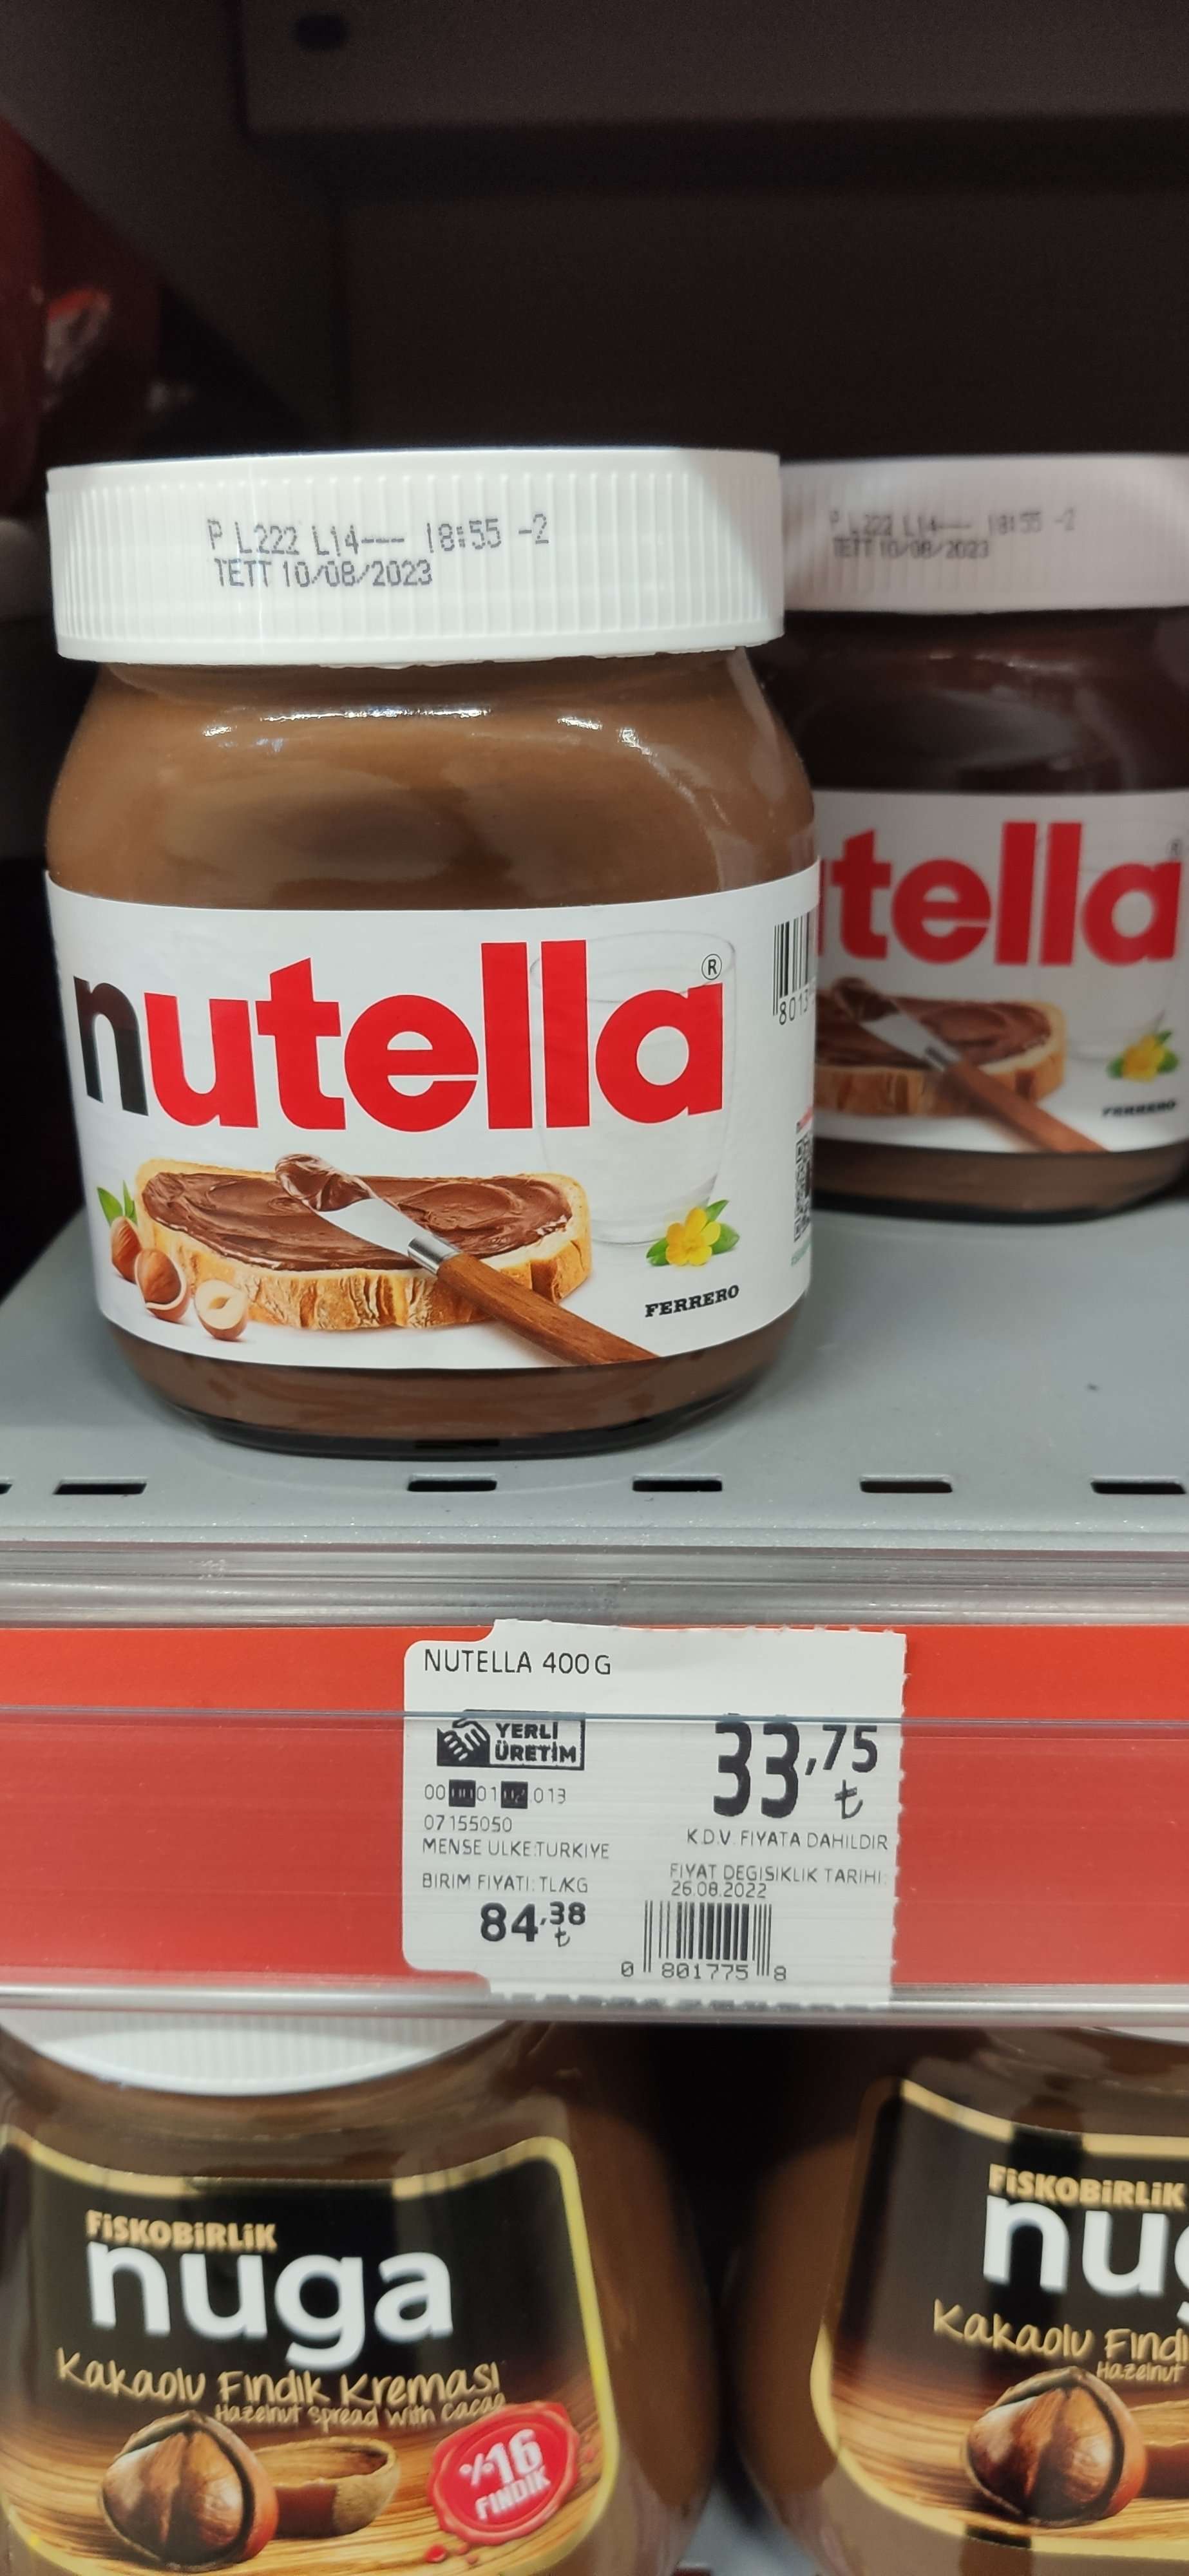 P L222 L14--- 18:55 -2
TETT 10/08/2023
P L222 L14--- 18:55 -2
TETT 10/08/2023
nutella®
FERRERO
tella
FERRERO
NUTELLA 400G
YERLİ
ÜRETİM
33,75 ₺
07155050
MENSE ULKE:TURKIYE
K.D.V. FIYATA DAHILDIR
BIRIM FIYATI: TL/KG
84,38 ₺
FIYAT DEGISIKLIK TARIHI:
26.08.2022
0 801775 8
FİSKOBİRLİK
nuga
Kakaolu Fındık Kreması
Hazelnut Spread With Cacao
%16
FINDIK
FİSKOBİRLİK
Kakaolu
Hazelnut